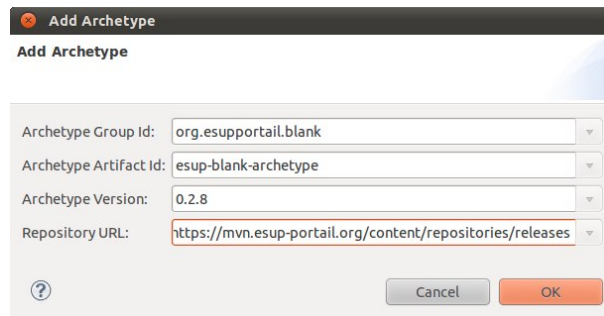 Add Archetype
Add Archetype
Archetype Group Id: org.esupportail.blank
Archetype Artifact Id: esup-blank-archetype
Archetype Version: 0.2.8
Repository URL: https://mvn.esup-portail.org/content/repositories/releases
? Cancel OK